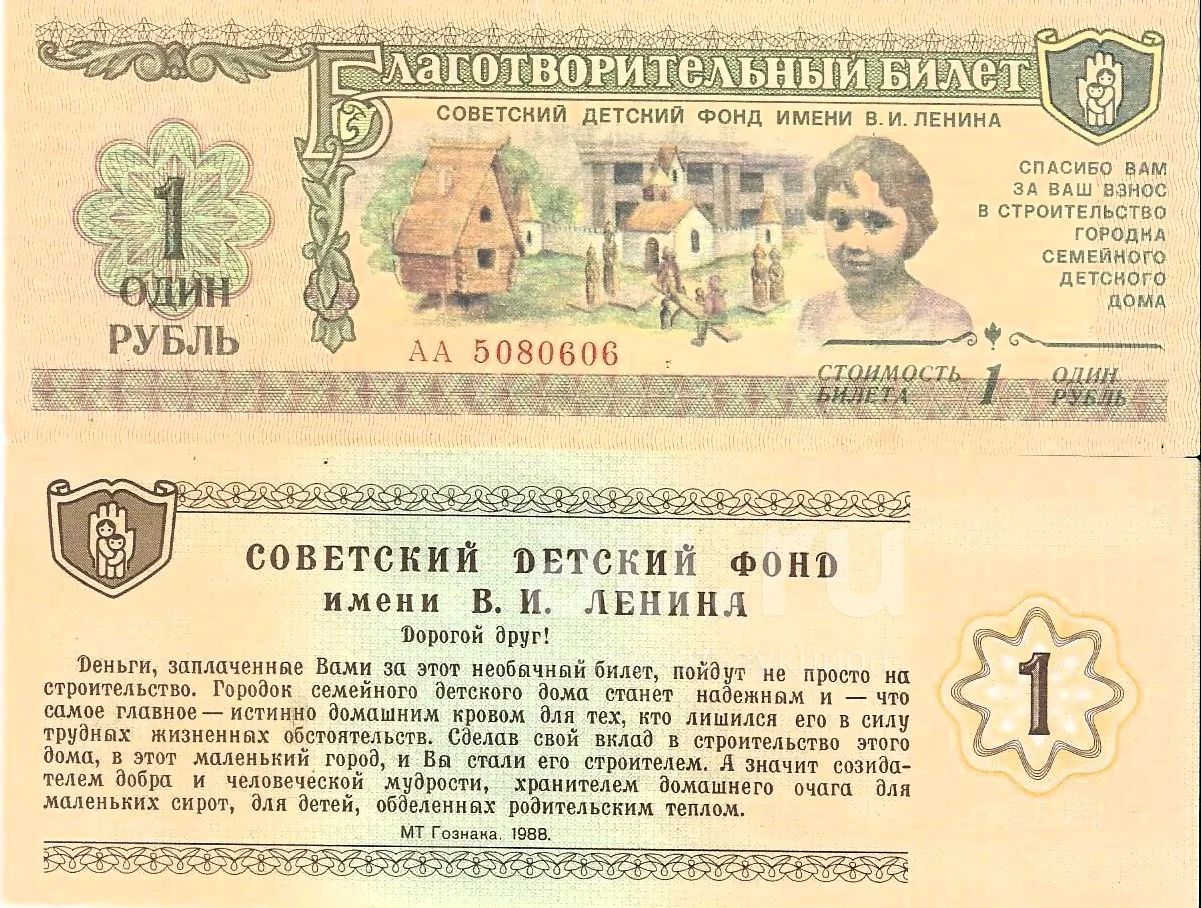 Благотворительный билет
СОВЕТСКИЙ ДЕТСКИЙ ФОНД ИМЕНИ В. И. ЛЕНИНА
1
ОДИН
РУБЛЬ
СПАСИБО ВАМ
ЗА ВАШ ВЗНОС
В СТРОИТЕЛЬСТВО
ГОРОДКА
СЕМЕЙНОГО
ДЕТСКОГО
ДОМА
АА 5080606
СТОИМОСТЬ
БИЛЕТА
1
ОДИН
РУБЛЬ
СОВЕТСКИЙ ДЕТСКИЙ ФОНД
имени В. И. ЛЕНИНА
Дорогой друг!
Деньги, заплаченные Вами за этот необычный билет, пойдут не просто на
строительство. Городок семейного детского дома станет надежным и — что
самое главное — истинно домашним кровом для тех, кто лишился его в силу
трудных жизненных обстоятельств. Сделав свой вклад в строительство этого
дома, в этот маленький город, и Вы стали его строителем. А значит созида-
телем добра и человеческой мудрости, хранителем домашнего очага для
маленьких сирот, для детей, обделенных родительским теплом.
МТ Гознака. 1988.
1
ru